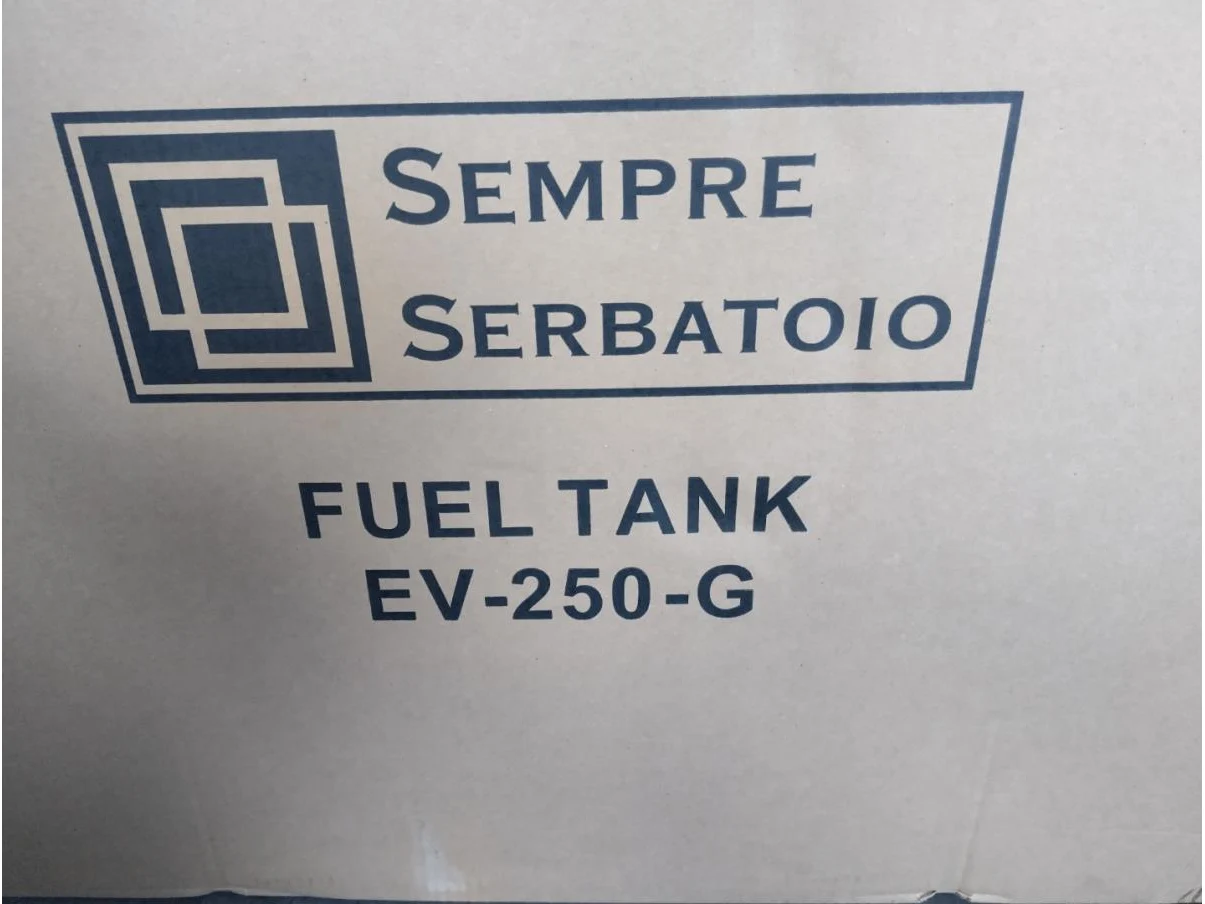 SEMPRE
SERBATOIO
FUEL TANK
EV-250-G